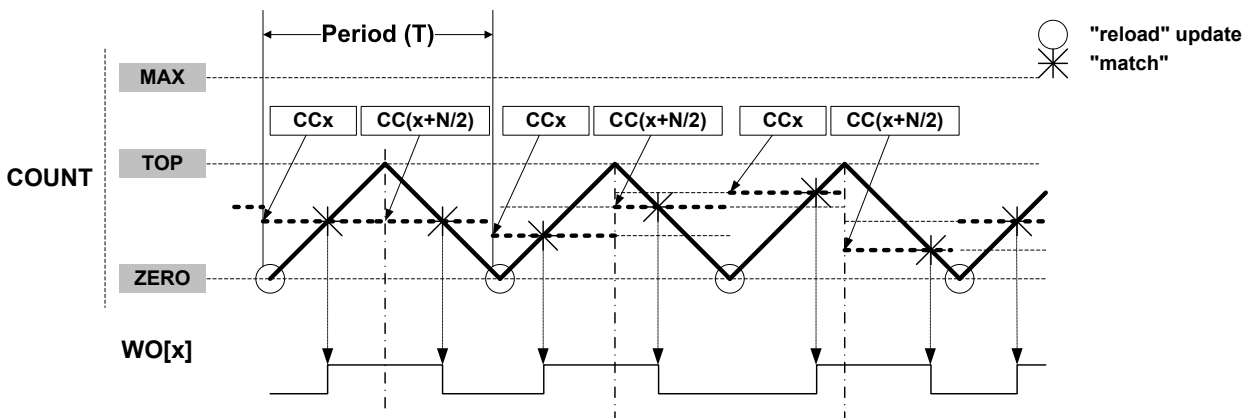 Period (T)
"reload" update
"match"
MAX
CCx
CC(x+N/2)
CCx
CC(x+N/2)
CCx
CC(x+N/2)
COUNT
TOP
ZERO
WO[x]